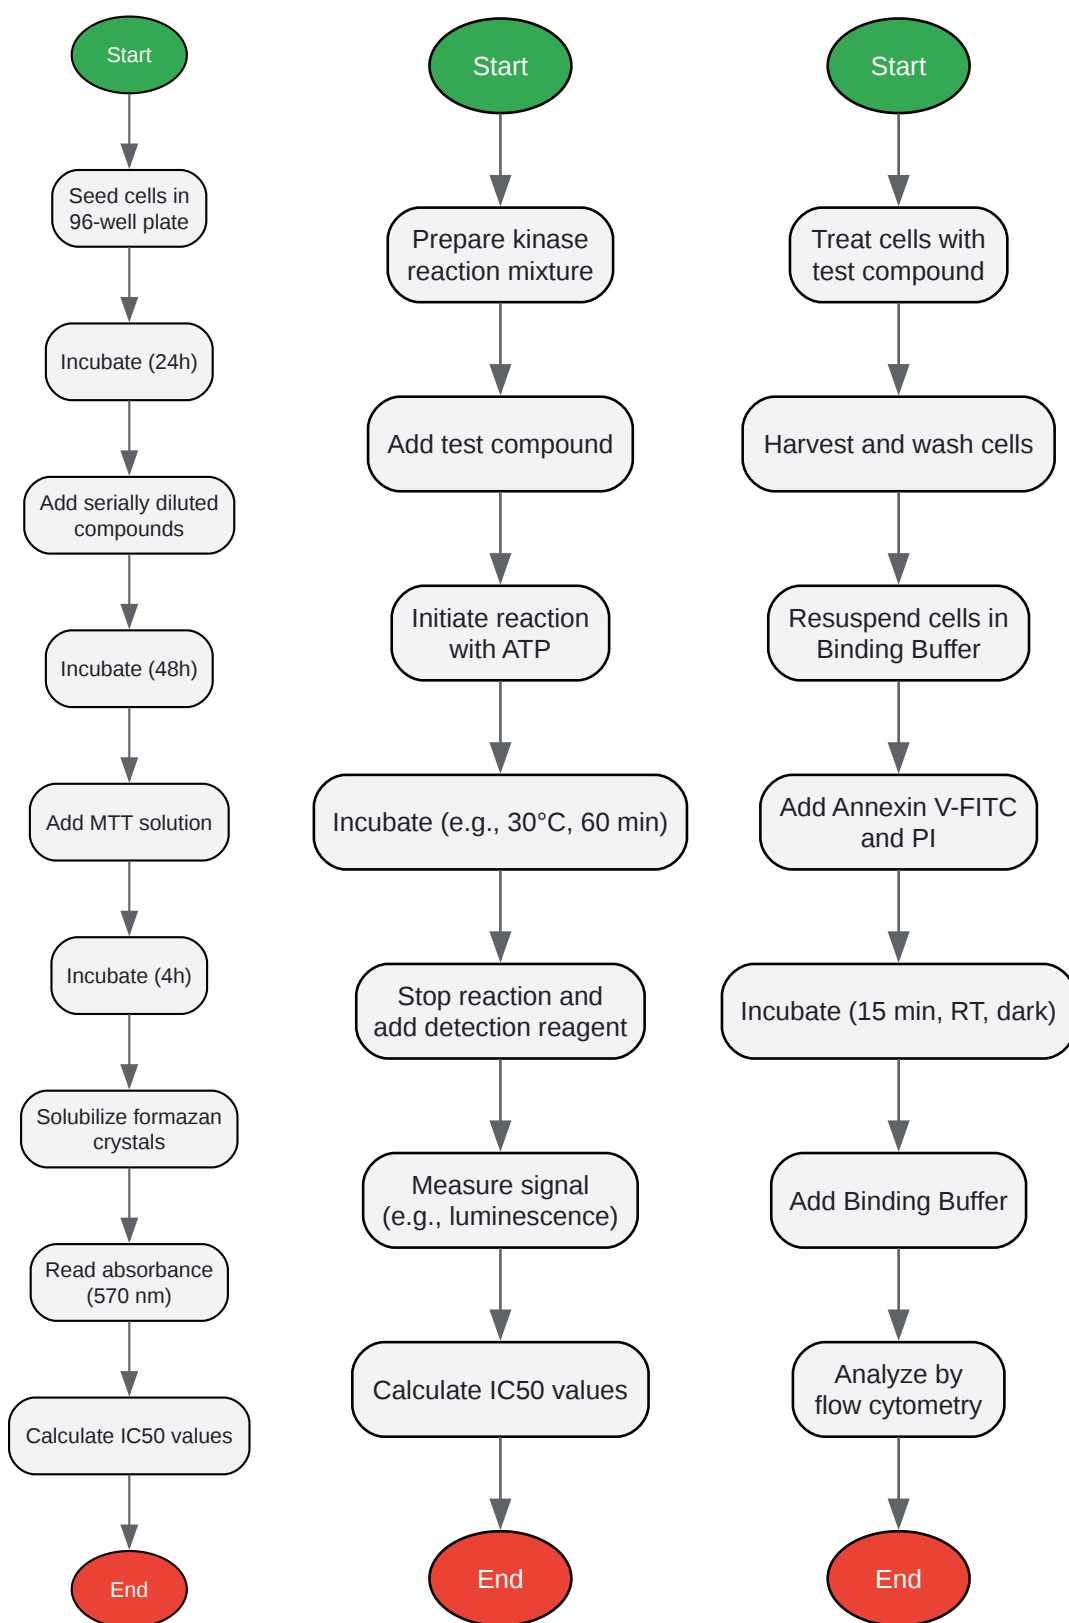 Start
Seed cells in
96-well plate
Incubate (24h)
Add serially diluted
compounds
Incubate (48h)
Add MTT solution
Incubate (4h)
Solubilize formazan
crystals
Read absorbance
(570 nm)
Calculate IC50 values
End
Start
Prepare kinase
reaction mixture
Add test compound
Initiate reaction
with ATP
Incubate (e.g., 30°C, 60 min)
Stop reaction and
add detection reagent
Measure signal
(e.g., luminescence)
Calculate IC50 values
End
Start
Treat cells with
test compound
Harvest and wash cells
Resuspend cells in
Binding Buffer
Add Annexin V-FITC
and PI
Incubate (15 min, RT, dark)
Add Binding Buffer
Analyze by
flow cytometry
End